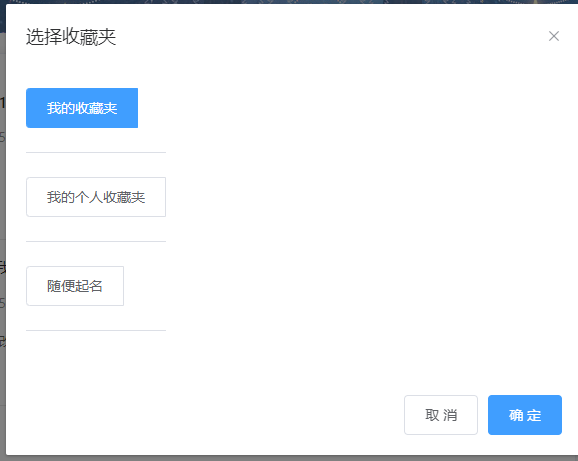 选择收藏夹
我的收藏夹
我的个人收藏夹
随便起名
取 消
确 定